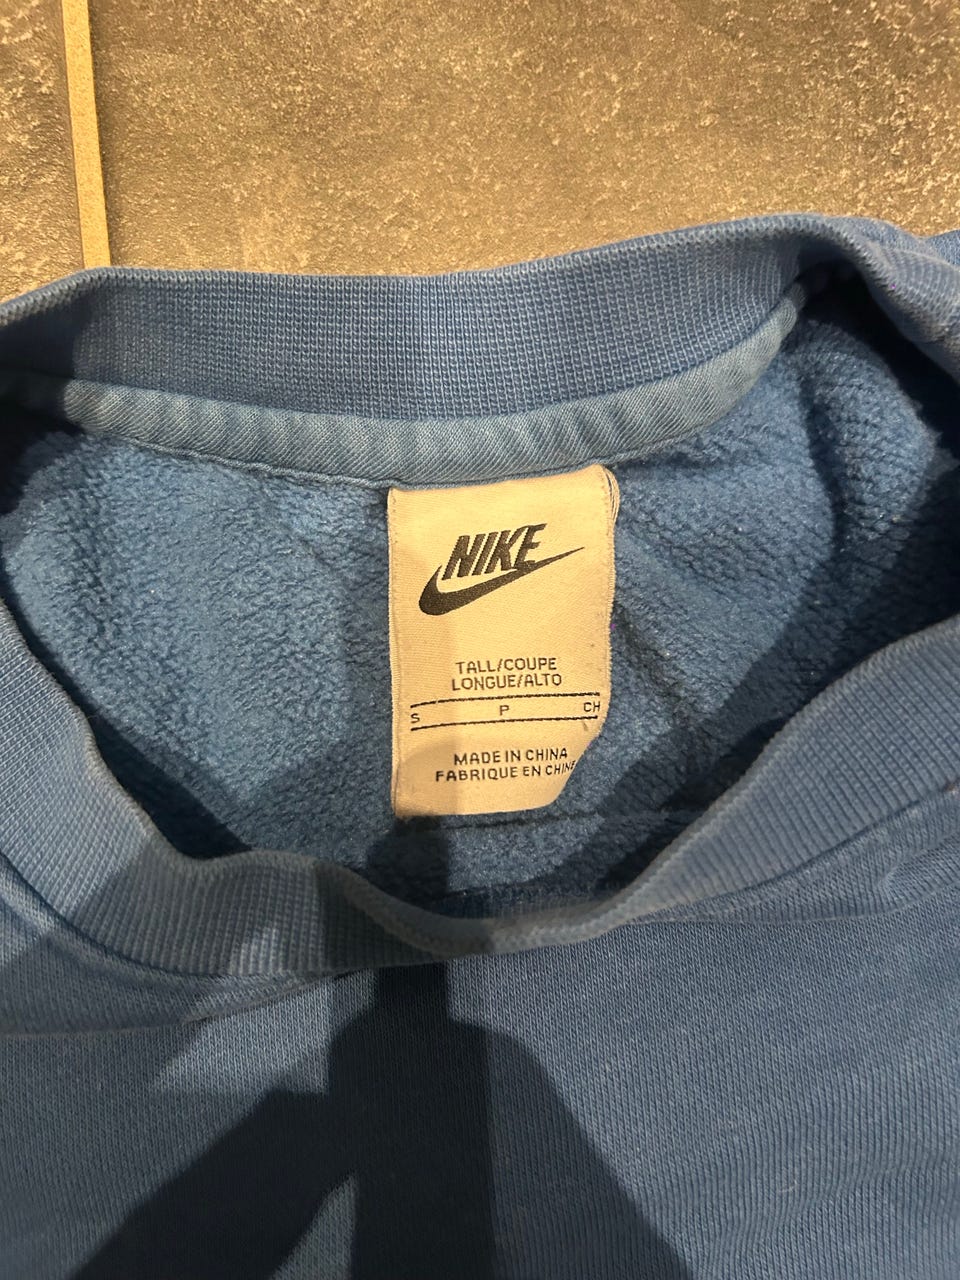 NIKE
TALL/COUPE
LONGUE/ALTO
S P CH
MADE IN CHINA
FABRIQUE EN CHINE